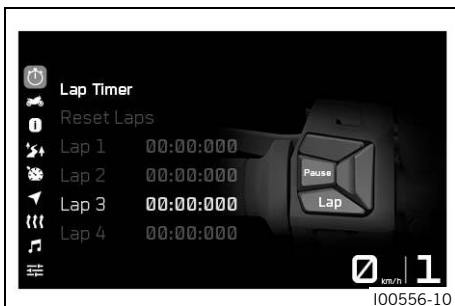 Lap Timer
Reset Laps
Lap 1 00:00:000
Lap 2 00:00:000
Lap 3 00:00:000
Lap 4 00:00:000
Pause
Lap
0 km/h 1
I00556-10